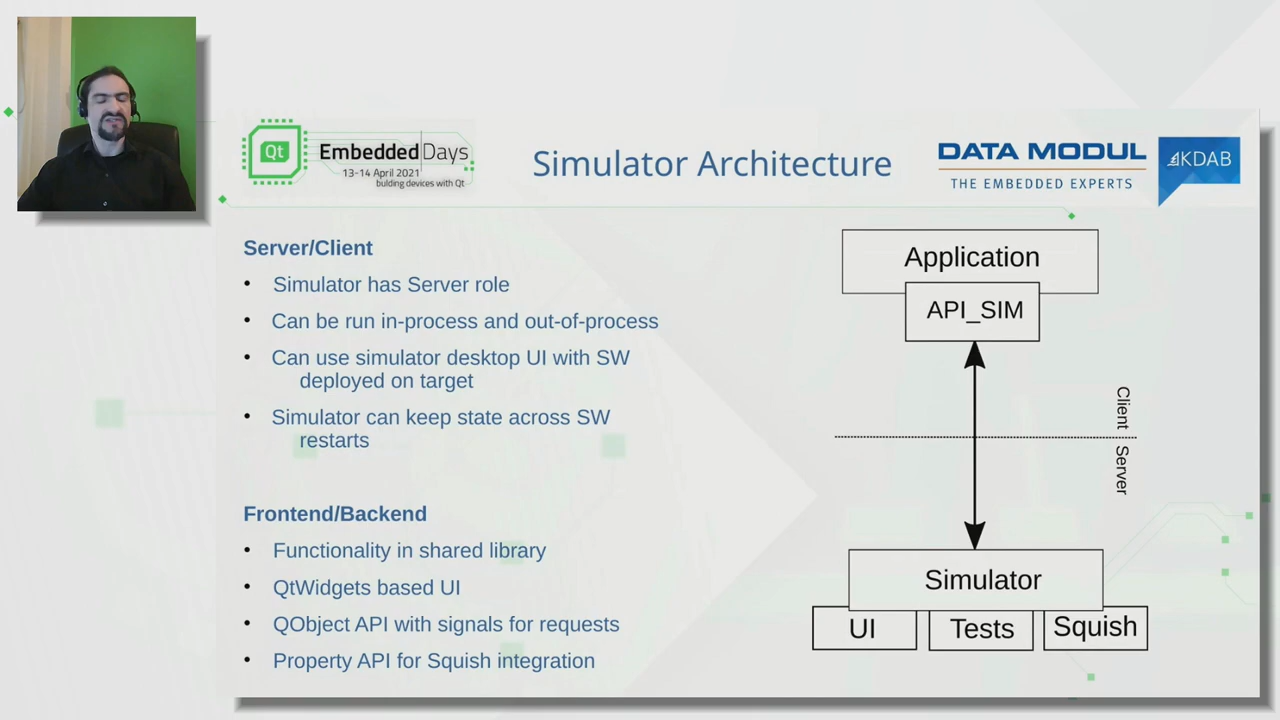 Qt
Embedded Days
13-14 April 2021
bulding devices with Qt
Simulator Architecture
DATA MODUL
THE EMBEDDED EXPERTS
KDAB
Server/Client
• Simulator has Server role
• Can be run in-process and out-of-process
• Can use simulator desktop UI with SW
deployed on target
• Simulator can keep state across SW
restarts
Frontend/Backend
• Functionality in shared library
• QtWidgets based UI
• QObject API with signals for requests
• Property API for Squish integration
Application
API_SIM
Client
Server
Simulator
UI
Tests
Squish